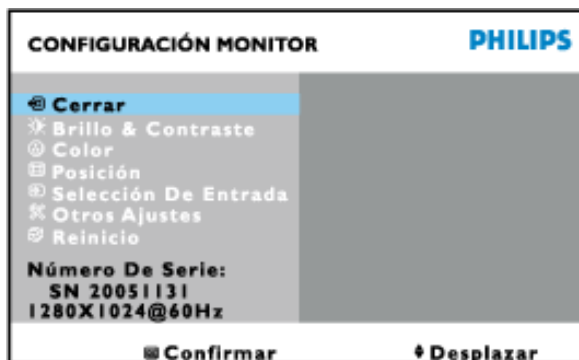 CONFIGURACIÓN MONITOR PHILIPS
Cerrar
Brillo & Contraste
Color
Posición
Selección De Entrada
Otros Ajustes
Reinicio
Número De Serie:
SN 20051131
1280X1024@60Hz
Confirmar Desplazar